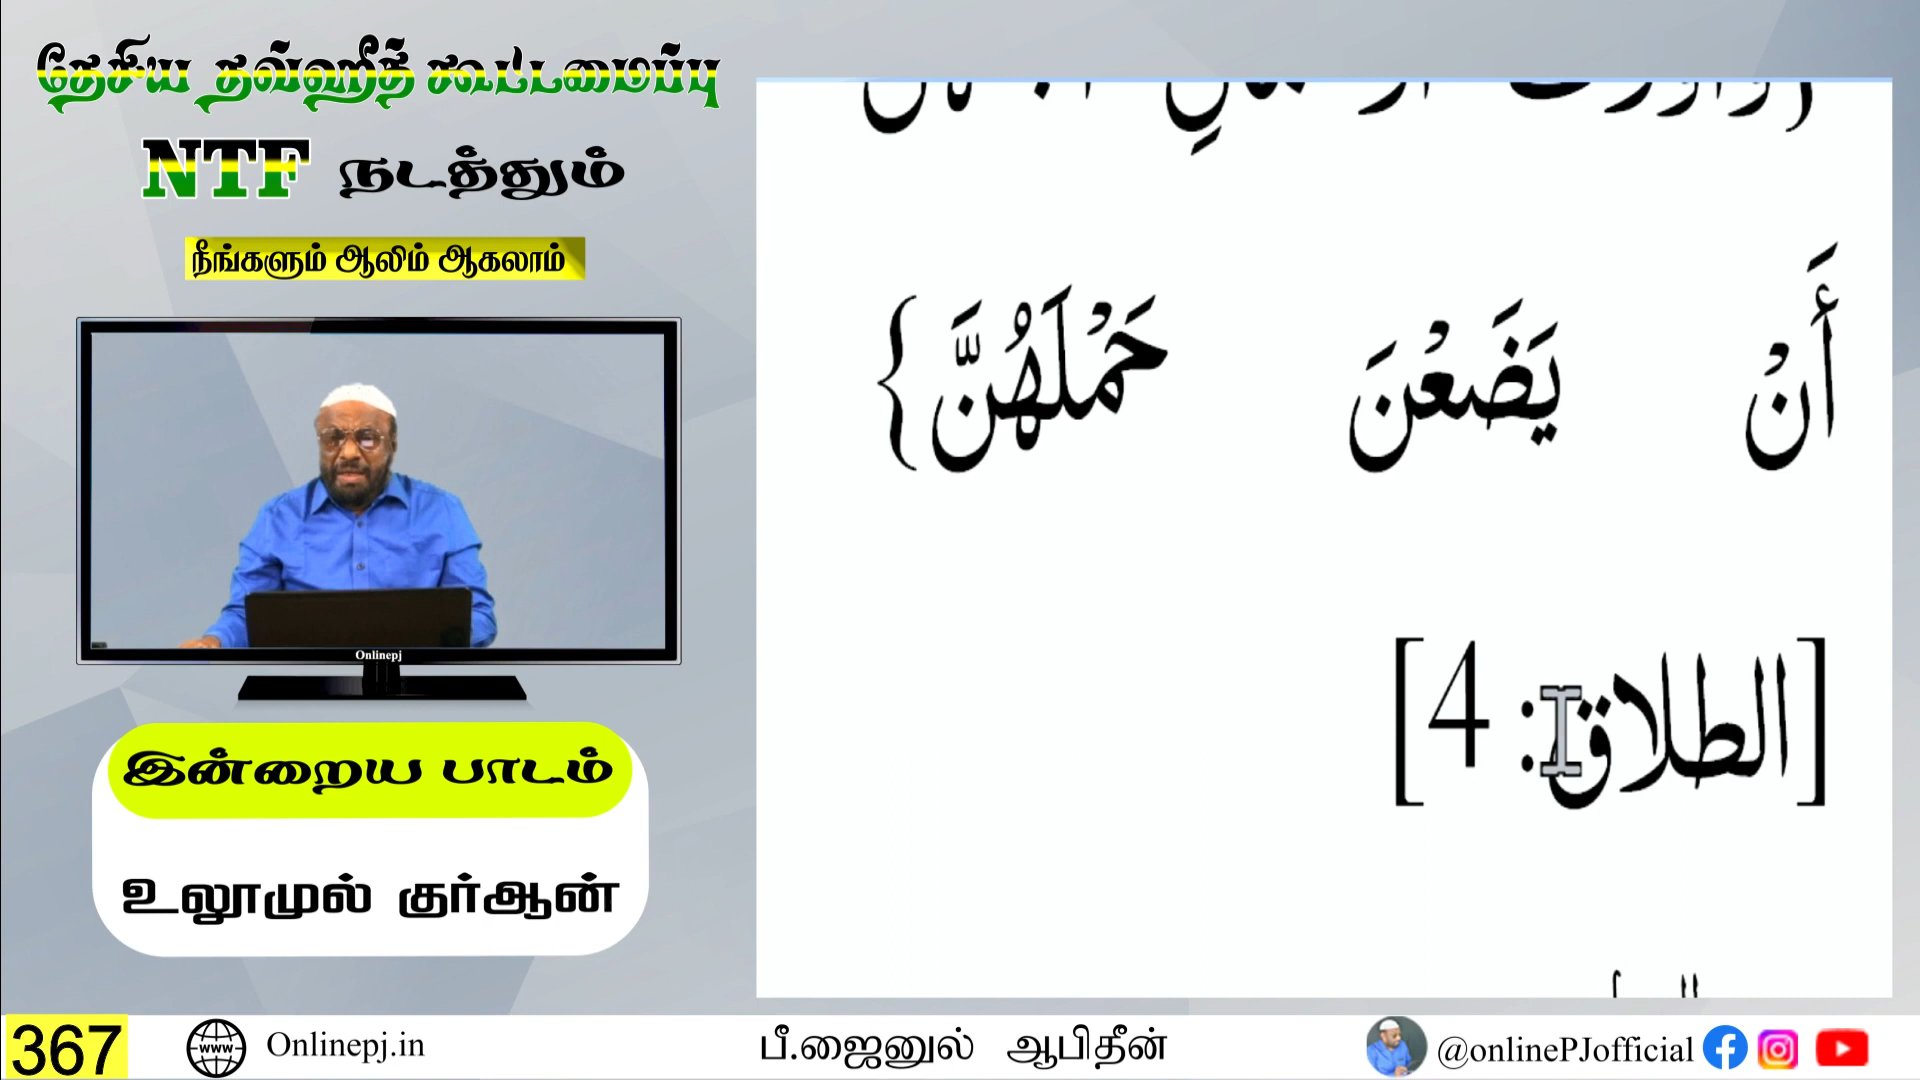 தேசிய தவ்ஹீத் கூட்டமைப்பு
NTF நடத்தும்
நீங்களும் ஆலிம் ஆகலாம்
Onlinepj
இன்றைய பாடம்
உலூமுல் குர்ஆன்
أَنْ يَضَعْنَ حَمْلَهُنَّ}
[الطلاق: 4]
367
www
Onlinepj.in
பீ.ஜைனுல் ஆபிதீன்
@onlinePJofficial